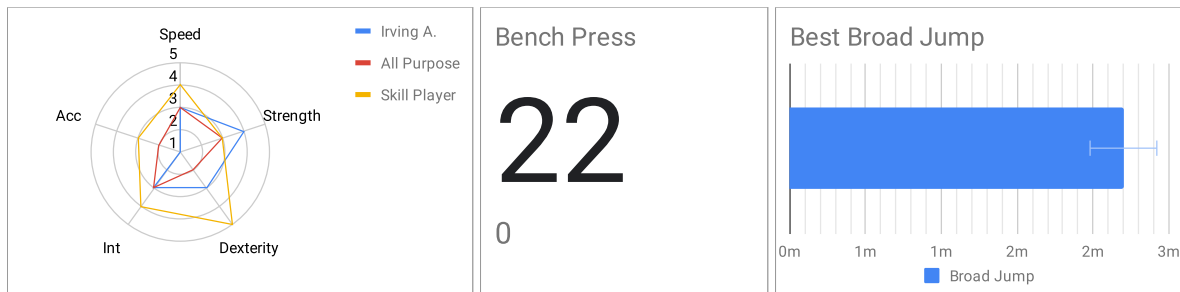 Speed
5
4
3
2
1
Acc
Strength
Int
Dexterity
Irving A.
All Purpose
Skill Player
Bench Press
22
0
Best Broad Jump
0m 1m 1m 2m 2m 3m
Broad Jump